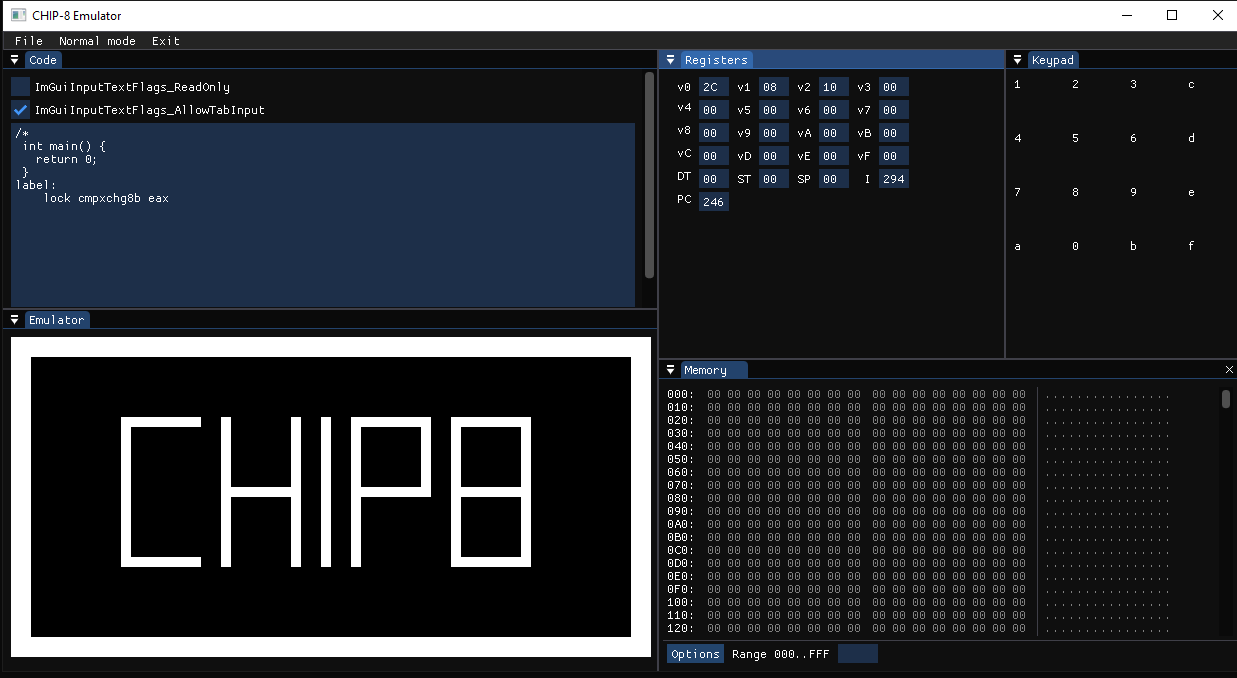 CHIP-8 Emulator
File Normal mode Exit
Code
ImGuiInputTextFlags_ReadOnly
ImGuiInputTextFlags_AllowTabInput
/*
int main() {
return 0;
}
label:
lock cmpxchg8b eax
Emulator
CHIP8
Registers
v0 2C v1 08 v2 10 v3 00
v4 00 v5 00 v6 00 v7 00
v8 00 v9 00 vA 00 vB 00
vC 00 vD 00 vE 00 vF 00
DT 00 ST 00 SP 00 I 294
PC 246
Keypad
1 2 3 c
4 5 6 d
7 8 9 e
a 0 b f
Memory
000: 00 00 00 00 00 00 00 00 00 00 00 00 00 00 00 00 ................
010: 00 00 00 00 00 00 00 00 00 00 00 00 00 00 00 00 ................
020: 00 00 00 00 00 00 00 00 00 00 00 00 00 00 00 00 ................
030: 00 00 00 00 00 00 00 00 00 00 00 00 00 00 00 00 ................
040: 00 00 00 00 00 00 00 00 00 00 00 00 00 00 00 00 ................
050: 00 00 00 00 00 00 00 00 00 00 00 00 00 00 00 00 ................
060: 00 00 00 00 00 00 00 00 00 00 00 00 00 00 00 00 ................
070: 00 00 00 00 00 00 00 00 00 00 00 00 00 00 00 00 ................
080: 00 00 00 00 00 00 00 00 00 00 00 00 00 00 00 00 ................
090: 00 00 00 00 00 00 00 00 00 00 00 00 00 00 00 00 ................
0A0: 00 00 00 00 00 00 00 00 00 00 00 00 00 00 00 00 ................
0B0: 00 00 00 00 00 00 00 00 00 00 00 00 00 00 00 00 ................
0C0: 00 00 00 00 00 00 00 00 00 00 00 00 00 00 00 00 ................
0D0: 00 00 00 00 00 00 00 00 00 00 00 00 00 00 00 00 ................
0E0: 00 00 00 00 00 00 00 00 00 00 00 00 00 00 00 00 ................
0F0: 00 00 00 00 00 00 00 00 00 00 00 00 00 00 00 00 ................
100: 00 00 00 00 00 00 00 00 00 00 00 00 00 00 00 00 ................
110: 00 00 00 00 00 00 00 00 00 00 00 00 00 00 00 00 ................
120: 00 00 00 00 00 00 00 00 00 00 00 00 00 00 00 00 ................
Options Range 000..FFF